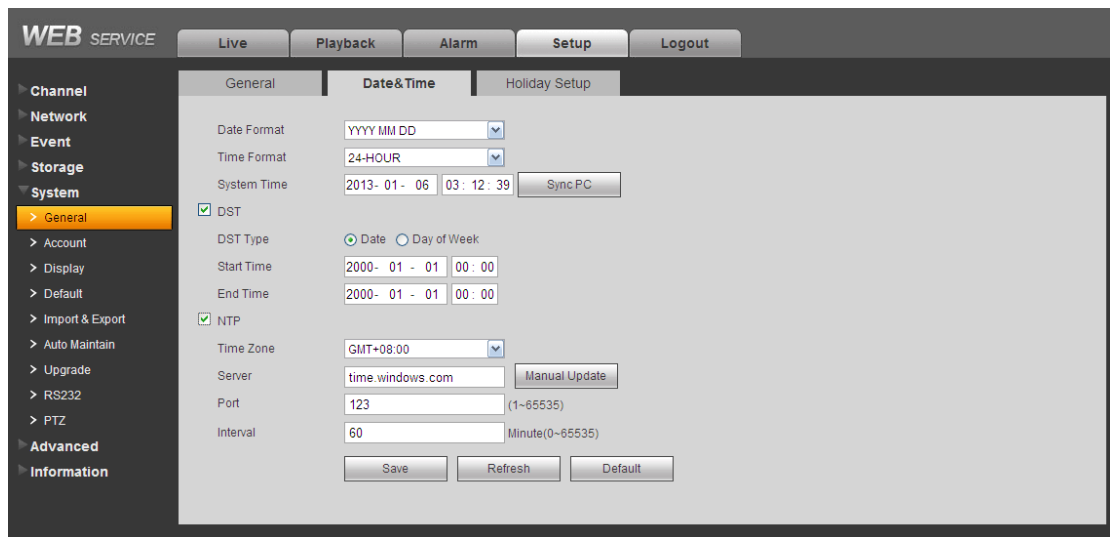 WEB SERVICE
Live Playback Alarm Setup Logout
General Date&Time Holiday Setup
Channel
Network
Event
Storage
System
> General
> Account
> Display
> Default
> Import & Export
> Auto Maintain
> Upgrade
> RS232
> PTZ
Advanced
Information
Date Format YYYY MM DD
Time Format 24-HOUR
System Time 2013- 01 - 06 03 : 12 : 39 Sync PC
DST
DST Type Date Day of Week
Start Time 2000- 01 - 01 00 : 00
End Time 2000- 01 - 01 00 : 00
NTP
Time Zone GMT+08:00
Server time.windows.com Manual Update
Port 123 (1~65535)
Interval 60 Minute(0~65535)
Save Refresh Default